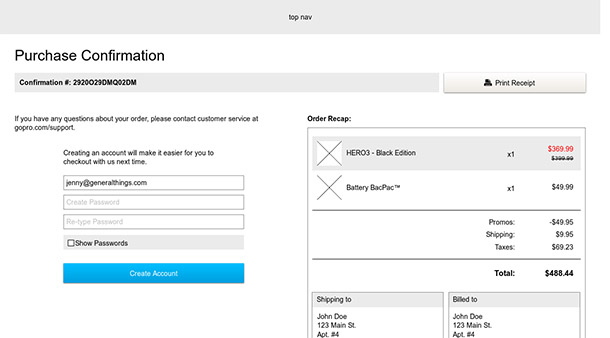 top nav
Purchase Confirmation
Confirmation #: 2920O29DMQ02DM
Print Receipt
If you have any questions about your order, please contact customer service at
gopro.com/support.
Creating an account will make it easier for you to
checkout with us next time.
jenny@generalthings.com
Create Password
Re-type Password
Show Passwords
Create Account
Order Recap:
HERO3 - Black Edition x1 $369.99
$399.99
Battery BacPac™ x1 $49.99
Promos: -$49.95
Shipping: $9.95
Taxes: $69.23
Total: $488.44
Shipping to
John Doe
123 Main St.
Apt. #4
Billed to
John Doe
123 Main St.
Apt. #4